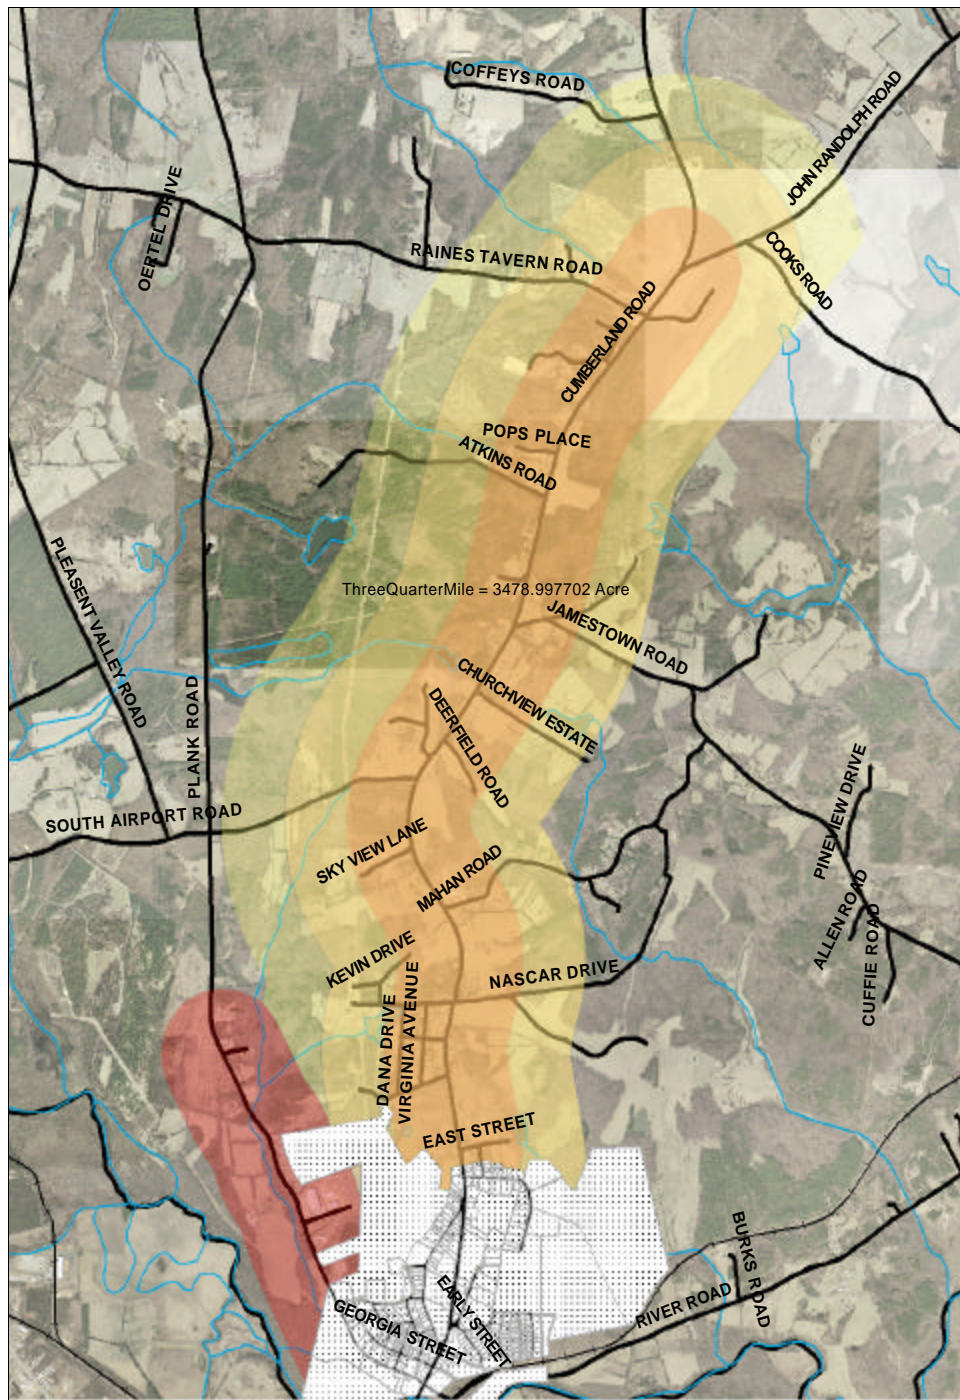 COFFEYS ROAD
JOHN RANDOLPH ROAD
OERTEL DRIVE
RAINES TAVERN ROAD
COOKS ROAD
CUMBERLAND ROAD
POPS PLACE
ATKINS ROAD
PLEASENT VALLEY ROAD
ThreeQuarterMile = 3478.997702 Acre
JAMESTOWN ROAD
CHURCHVIEW ESTATE
PLANK ROAD
DEERFIELD ROAD
SOUTH AIRPORT ROAD
PINEVIEW DRIVE
SKY VIEW LANE
MAHAN ROAD
ALLEN ROAD
CUFFIE ROAD
KEVIN DRIVE
NASCAR DRIVE
DANA DRIVE
VIRGINIA AVENUE
EAST STREET
BURKS ROAD
RIVER ROAD
EARLY STREET
GEORGIA STREET